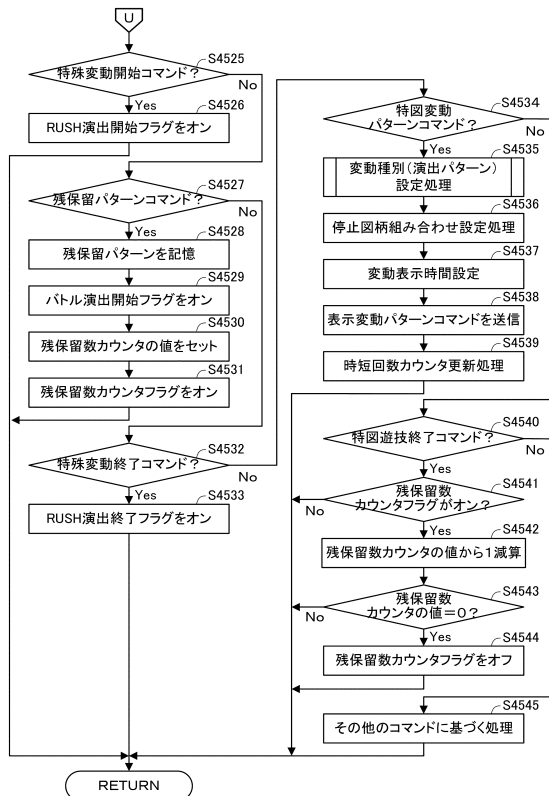 U
特殊変動開始コマンド?
S4525
No
Yes
S4526
RUSH演出開始フラグをオン
残保留パターンコマンド?
S4527
No
Yes
S4528
残保留パターンを記憶
S4529
バトル演出開始フラグをオン
S4530
残保留数カウンタの値をセット
S4531
残保留数カウンタフラグをオン
特殊変動終了コマンド?
S4532
No
Yes
S4533
RUSH演出終了フラグをオン
RETURN
特図変動
パターンコマンド?
S4534
No
Yes
S4535
変動種別(演出パターン)
設定処理
S4536
停止図柄組み合わせ設定処理
S4537
変動表示時間設定
S4538
表示変動パターンコマンドを送信
S4539
時短回数カウンタ更新処理
特図遊技終了コマンド?
S4540
No
Yes
S4541
残保留数
カウンタフラグがオン?
No
Yes
S4542
残保留数カウンタの値から1減算
S4543
残保留数
カウンタの値=0?
No
Yes
S4544
残保留数カウンタフラグをオフ
S4545
その他のコマンドに基づく処理